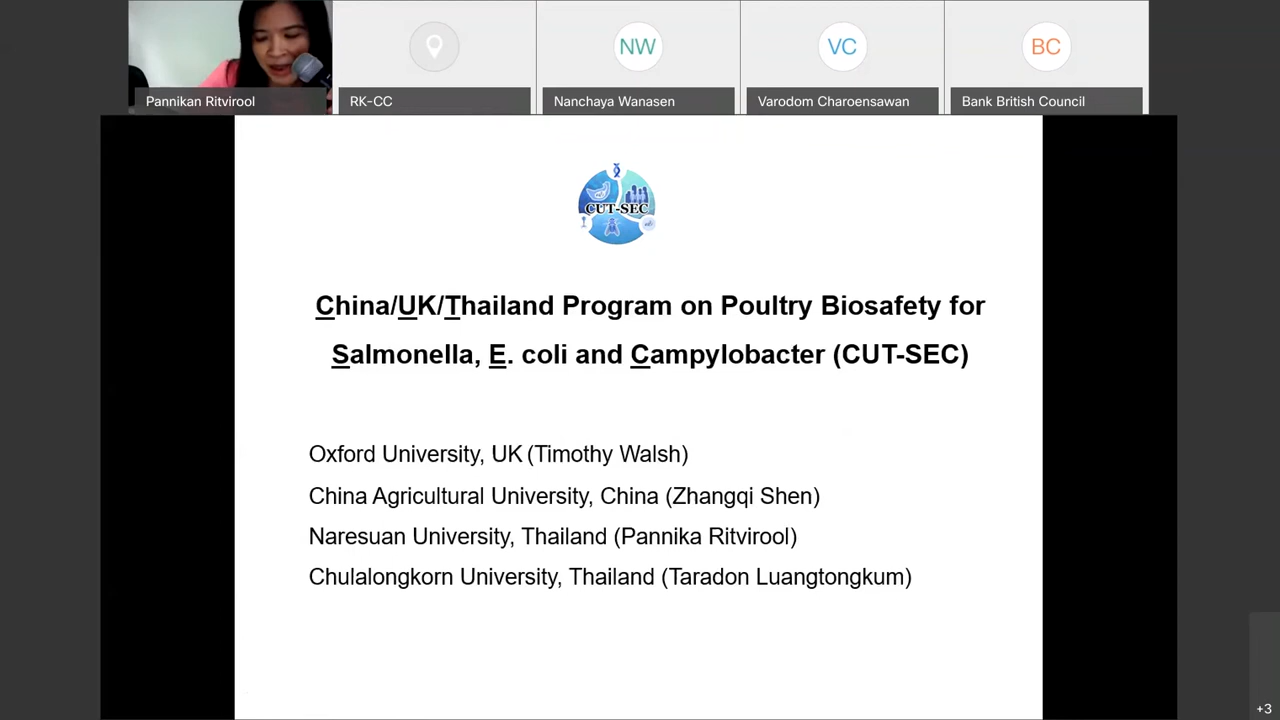 NW
VC
BC
Pannikan Ritvirool
RK-CC
Nanchaya Wanasen
Varodom Charoensawan
Bank British Council
CUT-SEC
China/UK/Thailand Program on Poultry Biosafety for
Salmonella, E. coli and Campylobacter (CUT-SEC)
Oxford University, UK (Timothy Walsh)
China Agricultural University, China (Zhangqi Shen)
Naresuan University, Thailand (Pannika Ritvirool)
Chulalongkorn University, Thailand (Taradon Luangtongkum)
+3